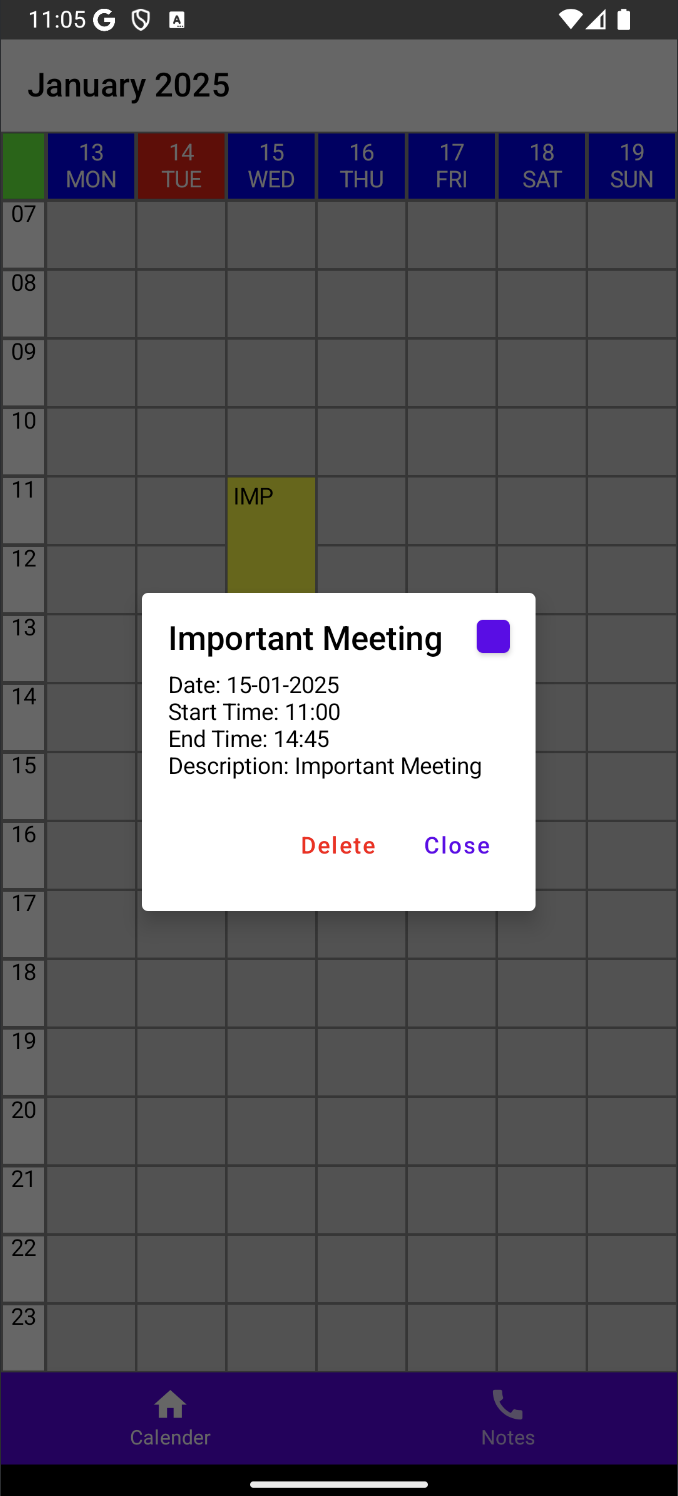 11:05
January 2025
13 14 15 16 17 18 19
MON TUE WED THU FRI SAT SUN
07
08
09
10
11
IMP
12
13
Important Meeting
Date: 15-01-2025
14
Start Time: 11:00
End Time: 14:45
15
Description: Important Meeting
16
Delete Close
17
18
19
20
21
22
23
Calender Notes